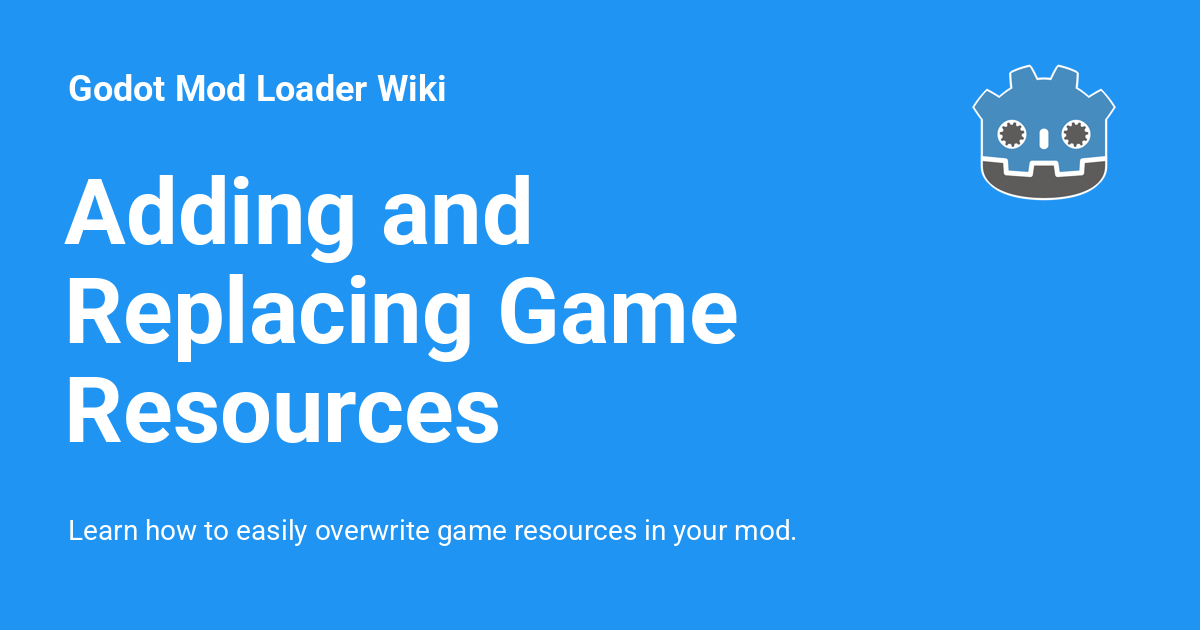 Godot Mod Loader Wiki
Adding and
Replacing Game
Resources
Learn how to easily overwrite game resources in your mod.